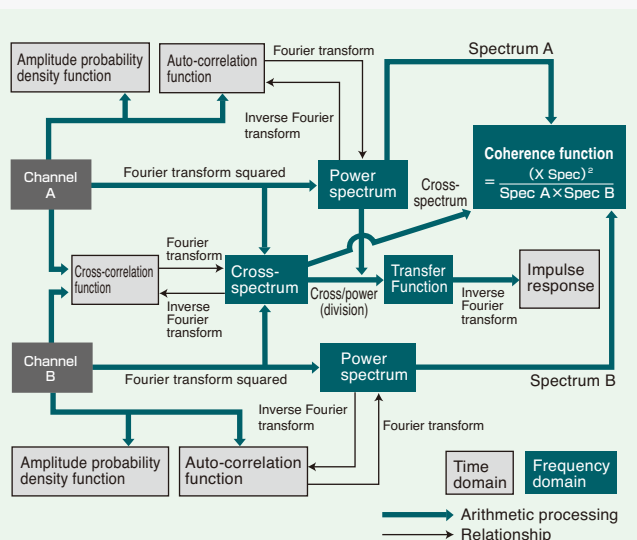 Amplitude probability
density function
Auto-correlation
function
Fourier transform
Inverse Fourier
transform
Spectrum A
Channel
A
Fourier transform squared
Power
spectrum
Cross-
spectrum
Coherence function
= (X Spec)²
Spec A×Spec B
Cross-correlation
function
Fourier
transform
Inverse
Fourier
transform
Cross-
spectrum
Cross/power
(division)
Transfer
Function
Inverse
Fourier
transform
Impulse
response
Channel
B
Fourier transform squared
Power
spectrum
Spectrum B
Inverse Fourier
transform
Fourier transform
Amplitude probability
density function
Auto-correlation
function
Time
domain
Frequency
domain
Arithmetic processing
Relationship